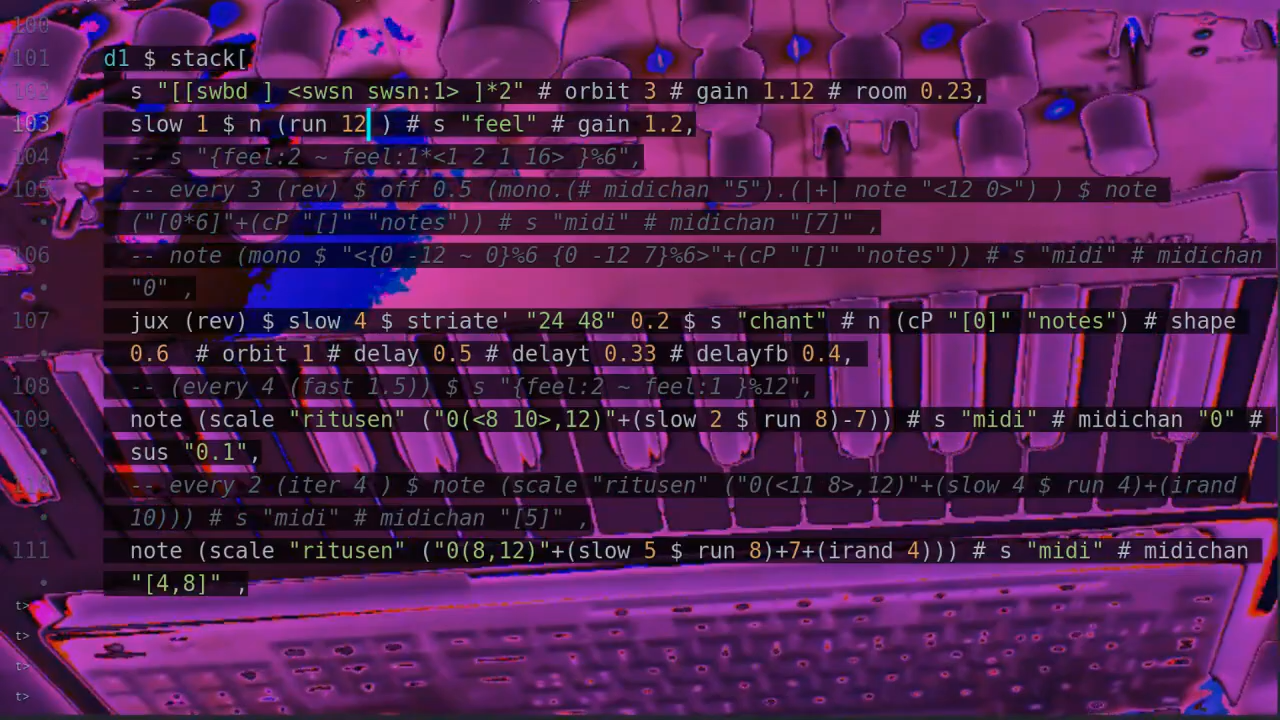 100
101 d1 $ stack[
102 s "[[swbd ] <swsn swsn:1> ]*2" # orbit 3 # gain 1.12 # room 0.23,
103 slow 1 $ n (run 12 ) # s "feel" # gain 1.2,
104 -- s "{feel:2 ~ feel:1*<1 2 1 16> }%6",
105 -- every 3 (rev) $ off 0.5 (mono.(# midichan "5").(|+| note "<12 0>") ) $ note
• ("[0*6]"+(cP "[]" "notes")) # s "midi" # midichan "[7]" ,
106 -- note (mono $ "<{0 -12 ~ 0}%6 {0 -12 7}%6>"+(cP "[]" "notes")) # s "midi" # midichan
• "0" ,
107 jux (rev) $ slow 4 $ striate' "24 48" 0.2 $ s "chant" # n (cP "[0]" "notes") # shape
• 0.6  # orbit 1 # delay 0.5 # delayt 0.33 # delayfb 0.4,
108 -- (every 4 (fast 1.5)) $ s "{feel:2 ~ feel:1 }%12",
109 note (scale "ritusen" ("0(<8 10>,12)"+(slow 2 $ run 8)-7)) # s "midi" # midichan "0" #
• sus "0.1",
-- every 2 (iter 4 ) $ note (scale "ritusen" ("0(<11 8>,12)"+(slow 4 $ run 4)+(irand
• 10))) # s "midi" # midichan "[5]" ,
111 note (scale "ritusen" ("0(8,12)"+(slow 5 $ run 8)+7+(irand 4))) # s "midi" # midichan
• "[4,8]" ,
t>
t>
t>
t>